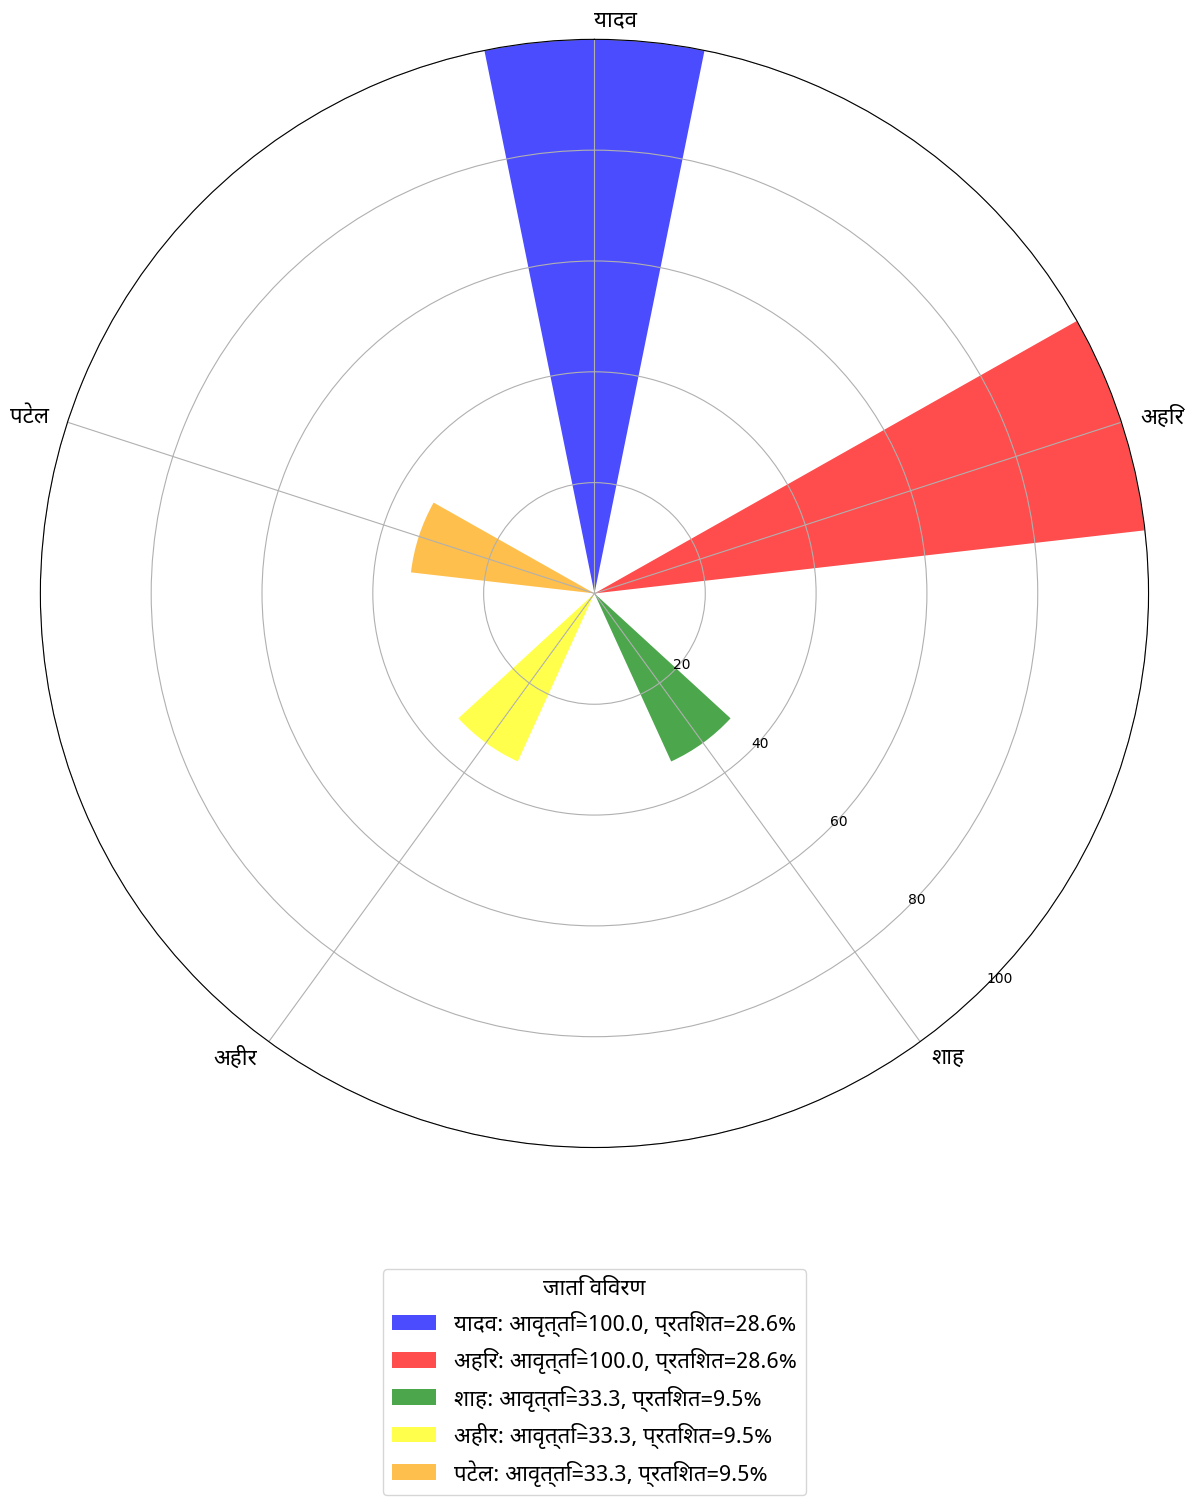 यादव
अहिर
पटेल
20
40
60
80
100
अहीर
शाह
जाति विवरण
यादव: आवृत्ति=100.0, प्रतिशत=28.6%
अहिर: आवृत्ति=100.0, प्रतिशत=28.6%
शाह: आवृत्ति=33.3, प्रतिशत=9.5%
अहीर: आवृत्ति=33.3, प्रतिशत=9.5%
पटेल: आवृत्ति=33.3, प्रतिशत=9.5%